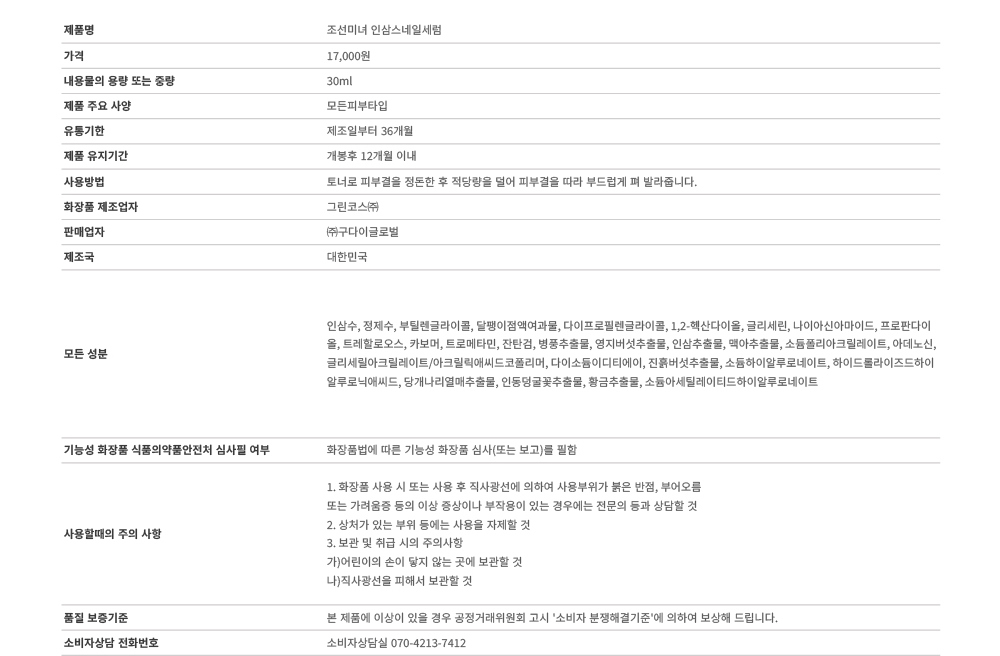 제품명 조선미녀 인삼스네일세럼
가격 17,000원
내용물의 용량 또는 중량 30ml
제품 주요 사양 모든피부타입
유통기한 제조일부터 36개월
제품 유지기간 개봉후 12개월 이내
사용방법 토너로 피부결을 정돈한 후 적당량을 덜어 피부결을 따라 부드럽게 펴 발라줍니다.
화장품 제조업자 그린코스㈜
판매업자 ㈜구다이글로벌
제조국 대한민국
모든 성분
인삼수, 정제수, 부틸렌글라이콜, 달팽이점액여과물, 다이프로필렌글라이콜, 1,2-헥산다이올, 글리세린, 나이아신아마이드, 프로판다이
올, 트레할로오스, 카보머, 트로메타민, 잔탄검, 병풍추출물, 영지버섯추출물, 인삼추출물, 맥아추출물, 소듐폴리아크릴레이트, 아데노신,
글리세릴아크릴레이트/아크릴릭애씨드코폴리머, 다이소듐이디티에이, 진흙버섯추출물, 소듐하이알루로네이트, 하이드롤라이즈드하이
알루로닉애씨드, 당개나리열매추출물, 인동덩굴꽃추출물, 황금추출물, 소듐아세틸레이티드하이알루로네이트
기능성 화장품 식품의약품안전처 심사필 여부 화장품법에 따른 기능성 화장품 심사(또는 보고)를 필함
사용할때의 주의 사항
1. 화장품 사용 시 또는 사용 후 직사광선에 의하여 사용부위가 붉은 반점, 부어오름
또는 가려움증 등의 이상 증상이나 부작용이 있는 경우에는 전문의 등과 상담할 것
2. 상처가 있는 부위 등에는 사용을 자제할 것
3. 보관 및 취급 시의 주의사항
가)어린이의 손이 닿지 않는 곳에 보관할 것
나)직사광선을 피해서 보관할 것
품질 보증기준 본 제품에 이상이 있을 경우 공정거래위원회 고시 '소비자 분쟁해결기준'에 의하여 보상해 드립니다.
소비자상담 전화번호 소비자상담실 070-4213-7412